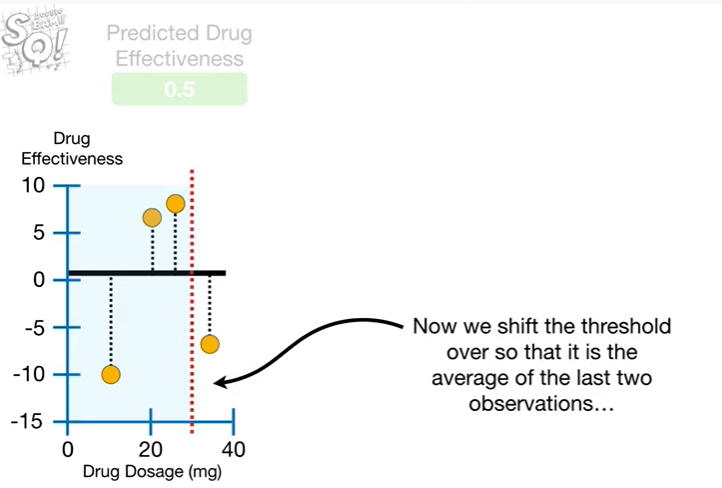 SQ!
Predicted Drug
Effectiveness
0.5
Drug
Effectiveness
10
5
0
-5
-10
-15
0
20
40
Drug Dosage (mg)
Now we shift the threshold
over so that it is the
average of the last two
observations…